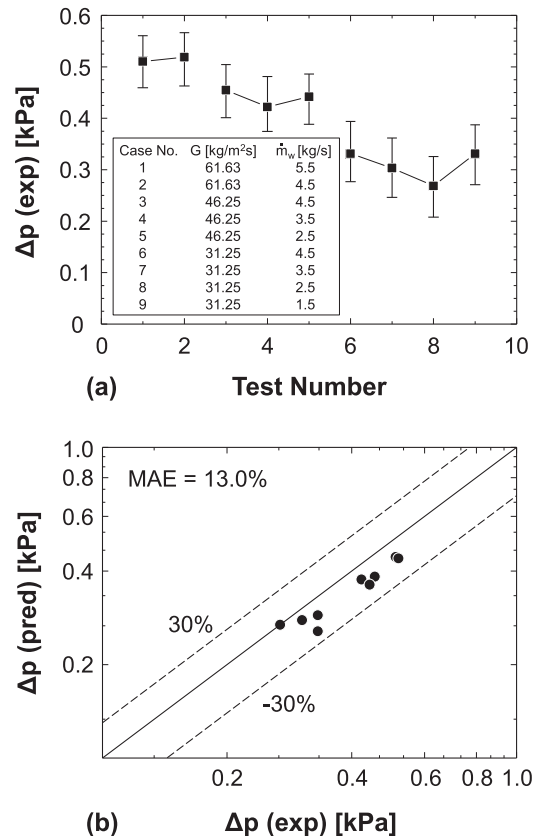 0.6
0.5
0.4
0.3
0.2
0.1
0
Δp (exp) [kPa]
Case No. G [kg/m²s] ṁw [kg/s]
1 61.63 5.5
2 61.63 4.5
3 46.25 4.5
4 46.25 3.5
5 46.25 2.5
6 31.25 4.5
7 31.25 3.5
8 31.25 2.5
9 31.25 1.5
0 2 4 6 8 10
(a) Test Number
1.0
0.8
0.6
0.4
0.2
Δp (pred) [kPa]
MAE = 13.0%
30%
-30%
0.2 0.4 0.6 0.8 1.0
(b) Δp (exp) [kPa]